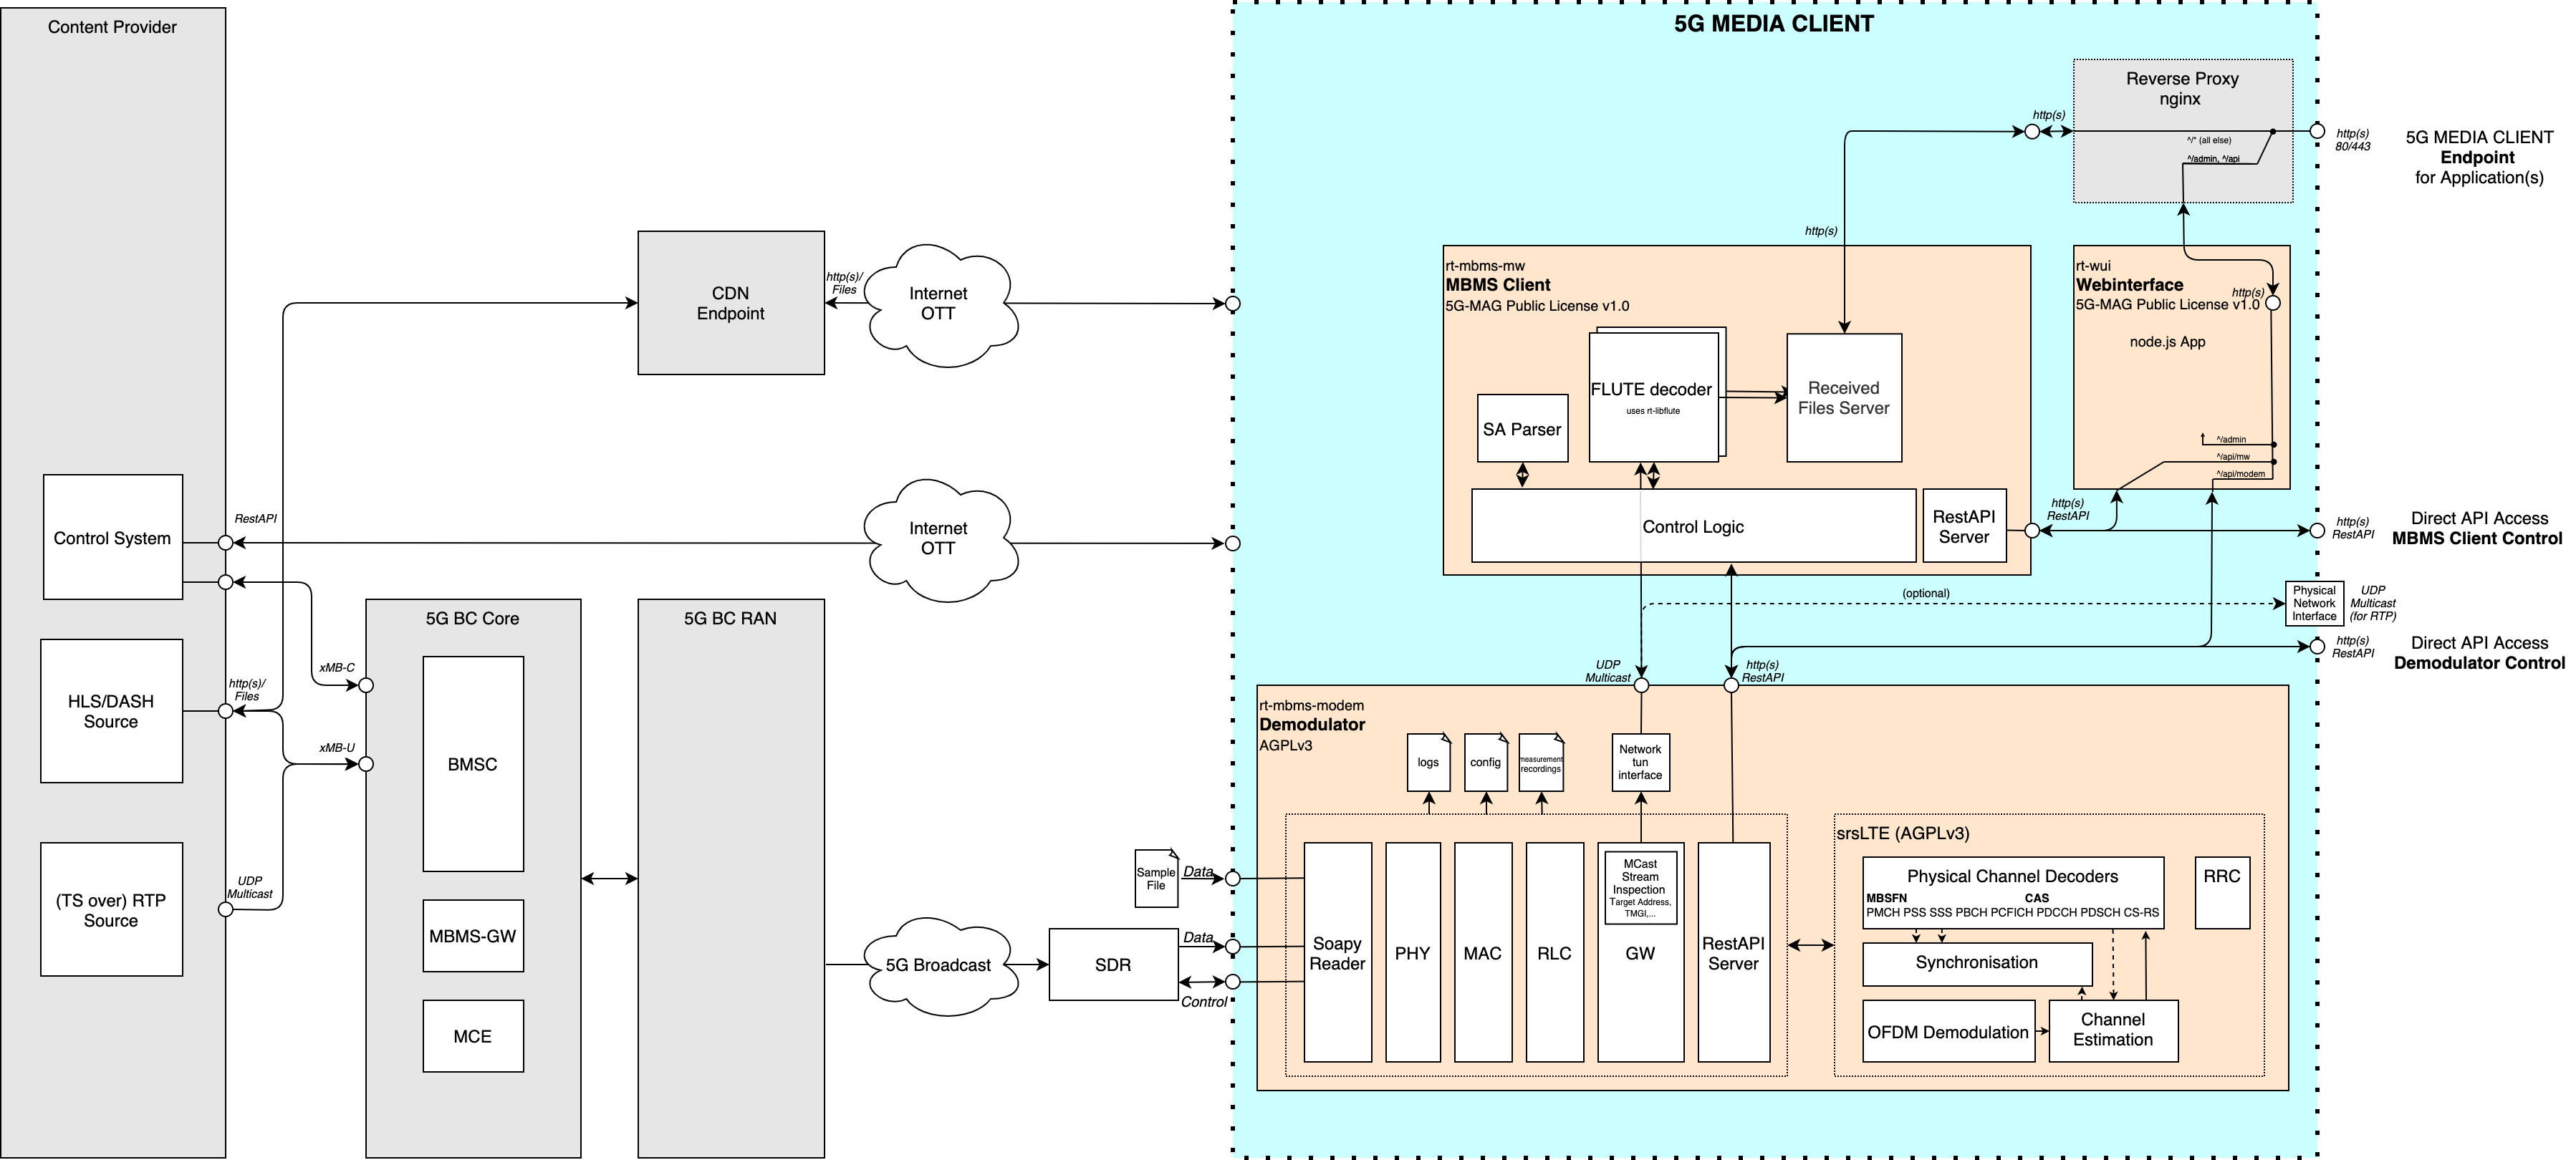 Content Provider
Control System
HLS/DASH
Source
(TS over) RTP
Source
RestAPI
http(s)/
Files
UDP
Multicast
xMB-C
xMB-U
5G BC Core
BMSC
MBMS-GW
MCE
CDN
Endpoint
http(s)/
Files
Internet
OTT
Internet
OTT
5G BC RAN
5G Broadcast
SDR
Sample
File
Data
Data
Control
5G MEDIA CLIENT
Reverse Proxy
nginx
http(s)
^/* (all else)
^/admin, ^/api
http(s)
80/443
5G MEDIA CLIENT
Endpoint
for Application(s)
http(s)
rt-mbms-mw
MBMS Client
5G-MAG Public License v1.0
SA Parser
FLUTE decoder
uses rt-libflute
Received
Files Server
Control Logic
RestAPI
Server
rt-wui
Webinterface
http(s)
5G-MAG Public License v1.0
node.js App
^/admin
^/api/mw
^/api/modem
http(s)
RestAPI
http(s)
RestAPI
Direct API Access
MBMS Client Control
(optional)
Physical
Network
Interface
UDP
Multicast
(for RTP)
http(s)
RestAPI
Direct API Access
Demodulator Control
UDP
Multicast
http(s)
RestAPI
rt-mbms-modem
Demodulator
AGPLv3
logs
config
measurement
recordings
Network
tun
interface
Soapy
Reader
PHY
MAC
RLC
MCast
Stream
Inspection
Target Address,
TMGI,...
GW
RestAPI
Server
srsLTE (AGPLv3)
Physical Channel Decoders
MBSFN CAS
PMCH PSS SSS PBCH PCFICH PDCCH PDSCH CS-RS
RRC
Synchronisation
OFDM Demodulation
Channel
Estimation